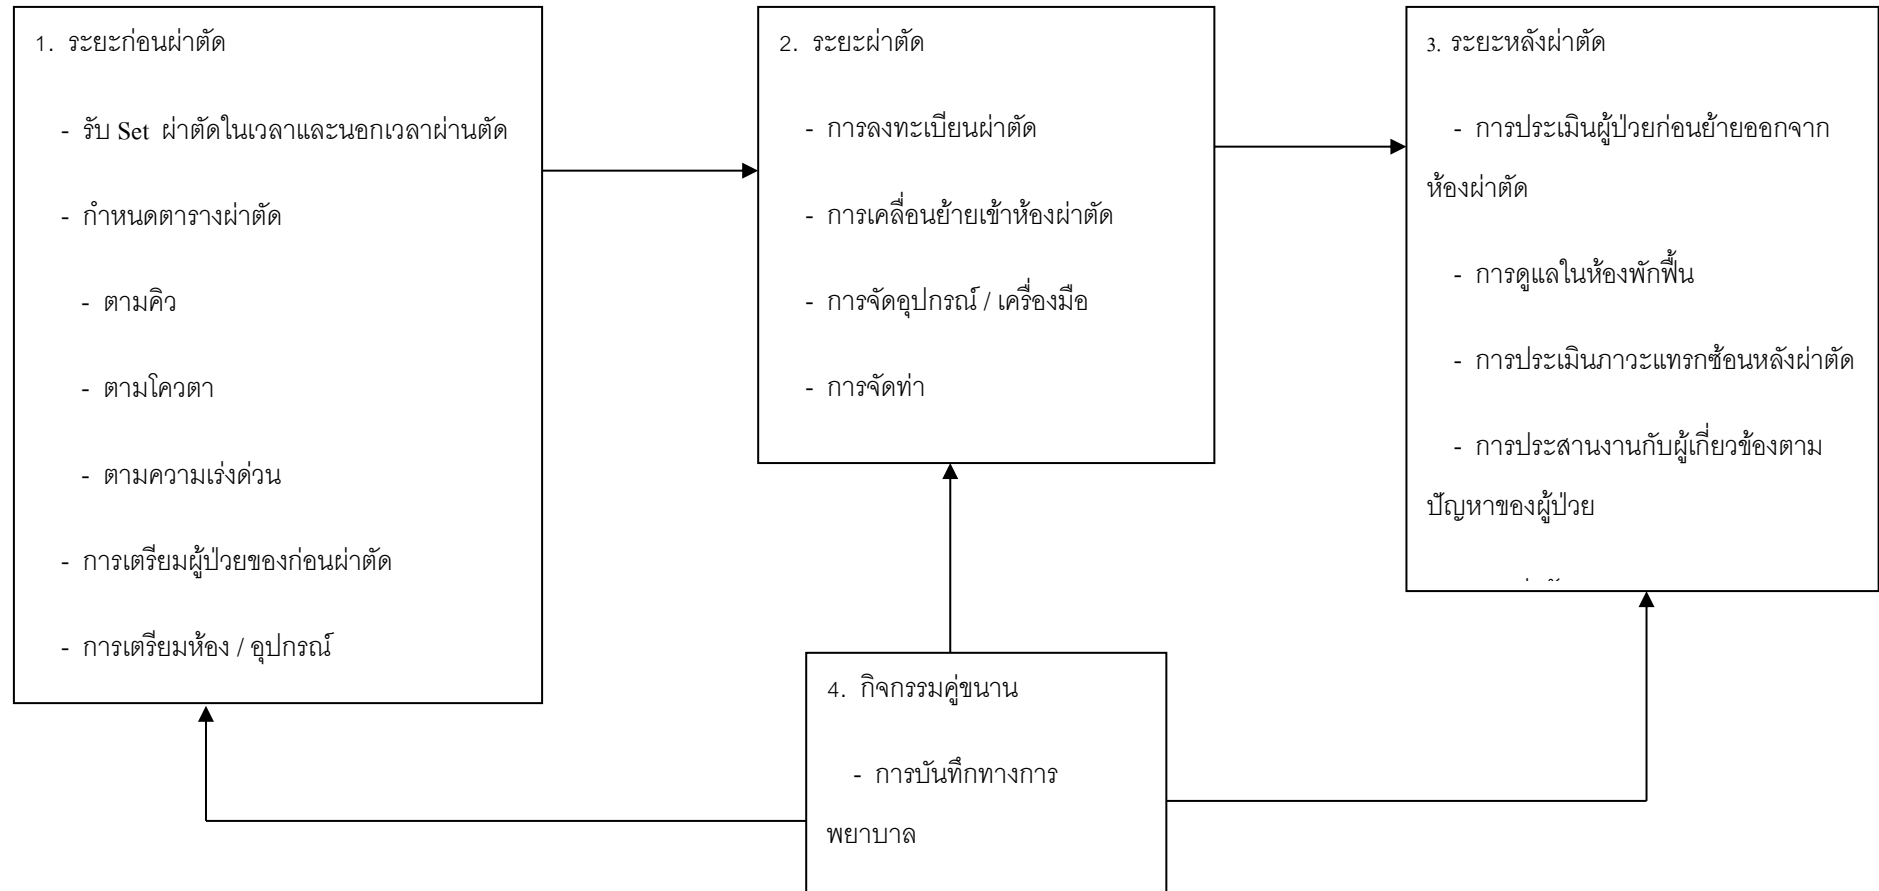 1. ระยะก่อนผ่าตัด
- รับ Set ผ่าตัดในเวลาและนอกเวลาผ่านตัด
- กำหนดตารางผ่าตัด
- ตามคิว
- ตามโควตา
- ตามความเร่งด่วน
- การเตรียมผู้ป่วยของก่อนผ่าตัด
- การเตรียมห้อง / อุปกรณ์
2. ระยะผ่าตัด
- การลงทะเบียนผ่าตัด
- การเคลื่อนย้ายเข้าห้องผ่าตัด
- การจัดอุปกรณ์ / เครื่องมือ
- การจัดท่า
3. ระยะหลังผ่าตัด
- การประเมินผู้ป่วยก่อนย้ายออกจาก
ห้องผ่าตัด
- การดูแลในห้องพักฟื้น
- การประเมินภาวะแทรกซ้อนหลังผ่าตัด
- การประสานงานกับผู้เกี่ยวข้องตาม
ปัญหาของผู้ป่วย
4. กิจกรรมคู่ขนาน
- การบันทึกทางการ
พยาบาล